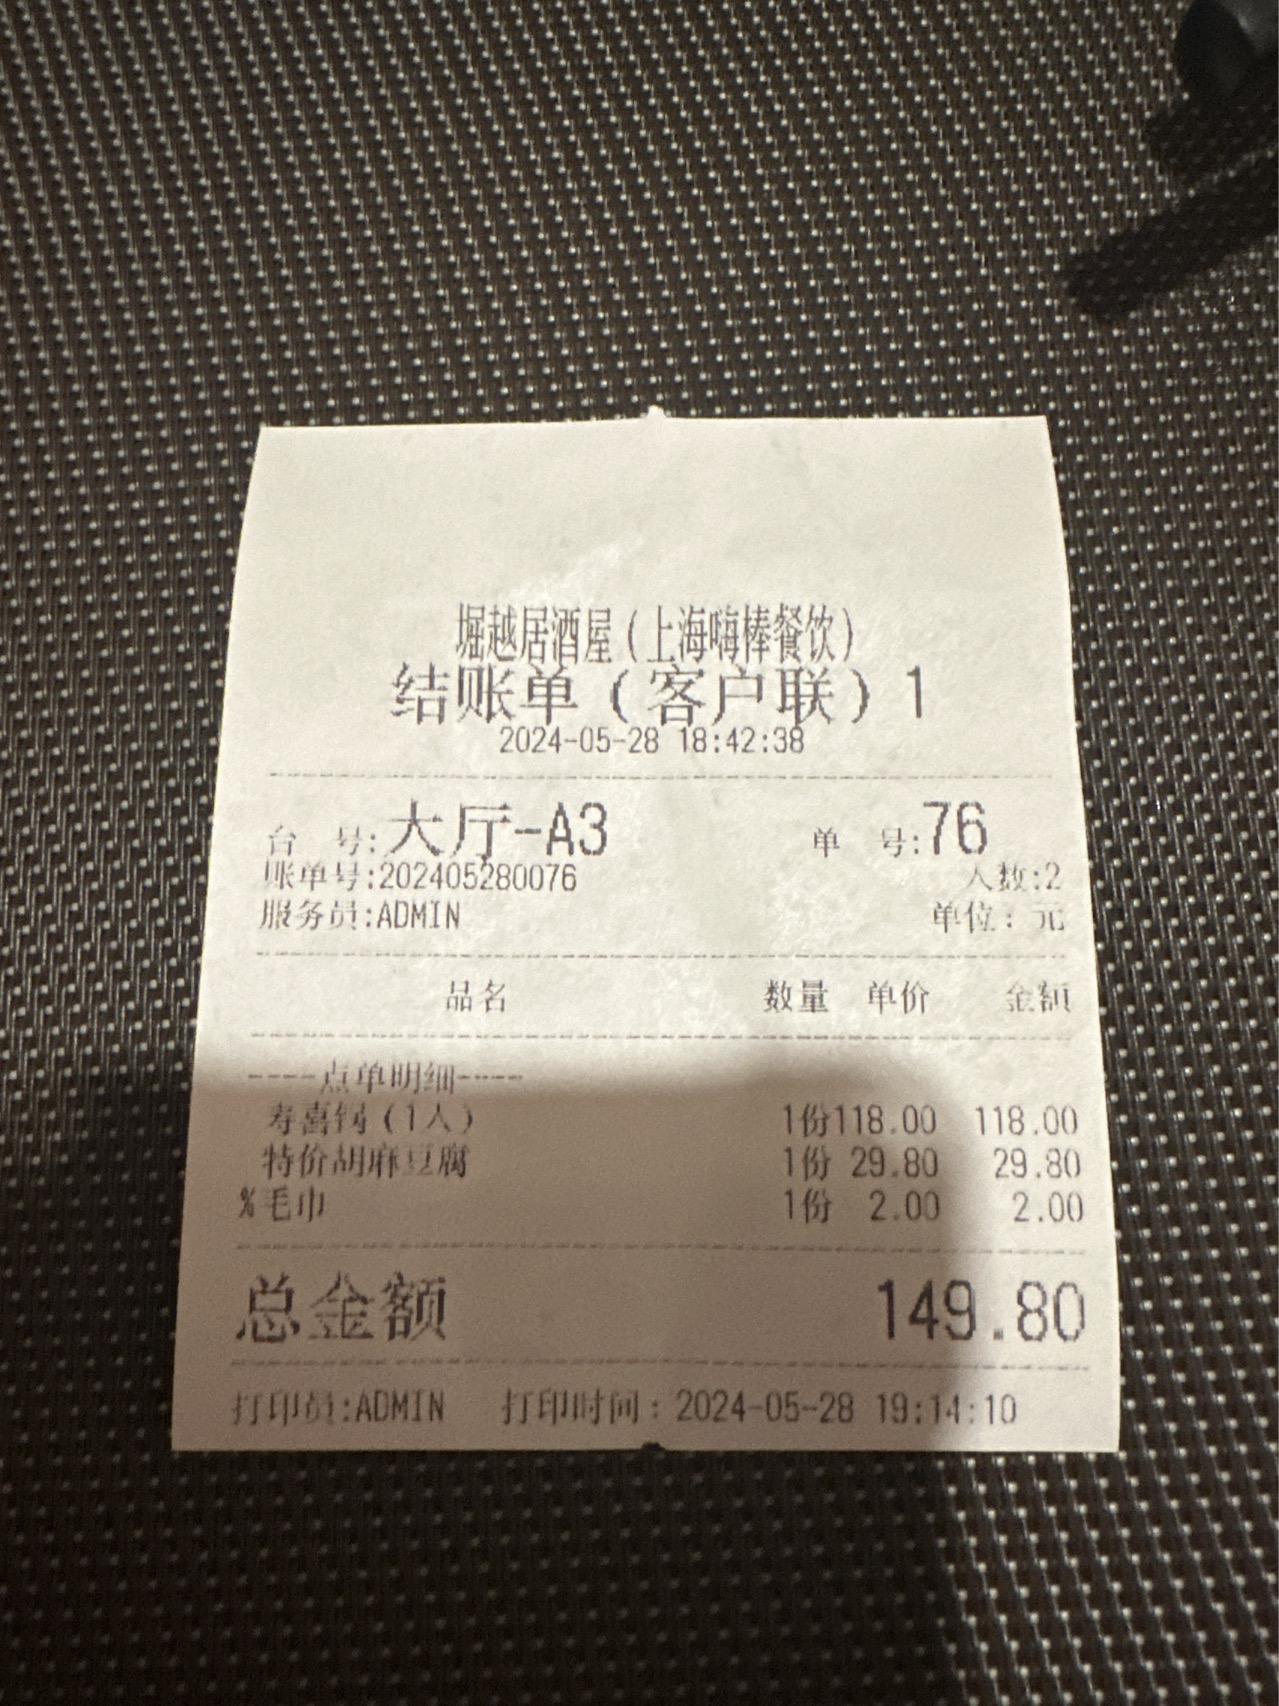 堀越居酒屋（上海嗨棒餐饮）
结账单（客户联）1
2024-05-28 18:42:38
台 号:大厅-A3 单 号:76
账单号:202405280076 人数:2
服务员:ADMIN 单位: 元
品名 数量 单价 金额
----点单明细----
寿喜锅（1人） 1份118.00 118.00
特价胡麻豆腐 1份 29.80 29.80
%毛巾 1份 2.00 2.00
总金额 149.80
打印员:ADMIN 打印时间: 2024-05-28 19:14:10